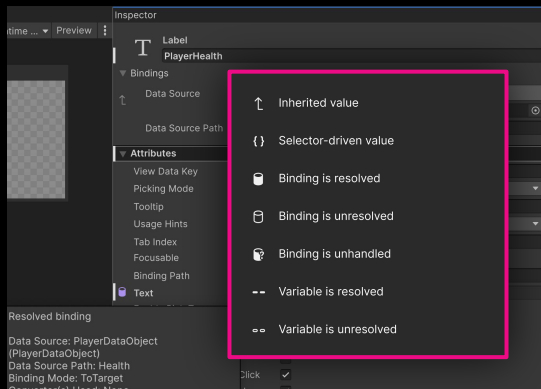 Inspector
ntime ... Preview
Label
PlayerHealth
Bindings
Data Source
Data Source Path
Attributes
View Data Key
Picking Mode
Tooltip
Usage Hints
Tab Index
Focusable
Binding Path
Text
Inherited value
{} Selector-driven value
Binding is resolved
Binding is unresolved
Binding is unhandled
Variable is resolved
Variable is unresolved
Resolved binding
Data Source: PlayerDataObject
(PlayerDataObject)
Data Source Path: Health
Binding Mode: ToTarget
Click